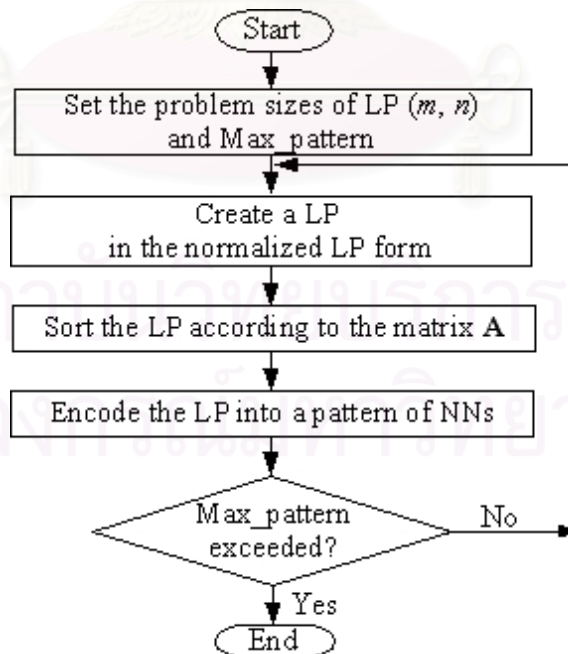 Start
Set the problem sizes of LP (m, n)
and Max_pattern
Create a LP
in the normalized LP form
Sort the LP according to the matrix A
Encode the LP into a pattern of NNs
Max_pattern
exceeded?
No
Yes
End